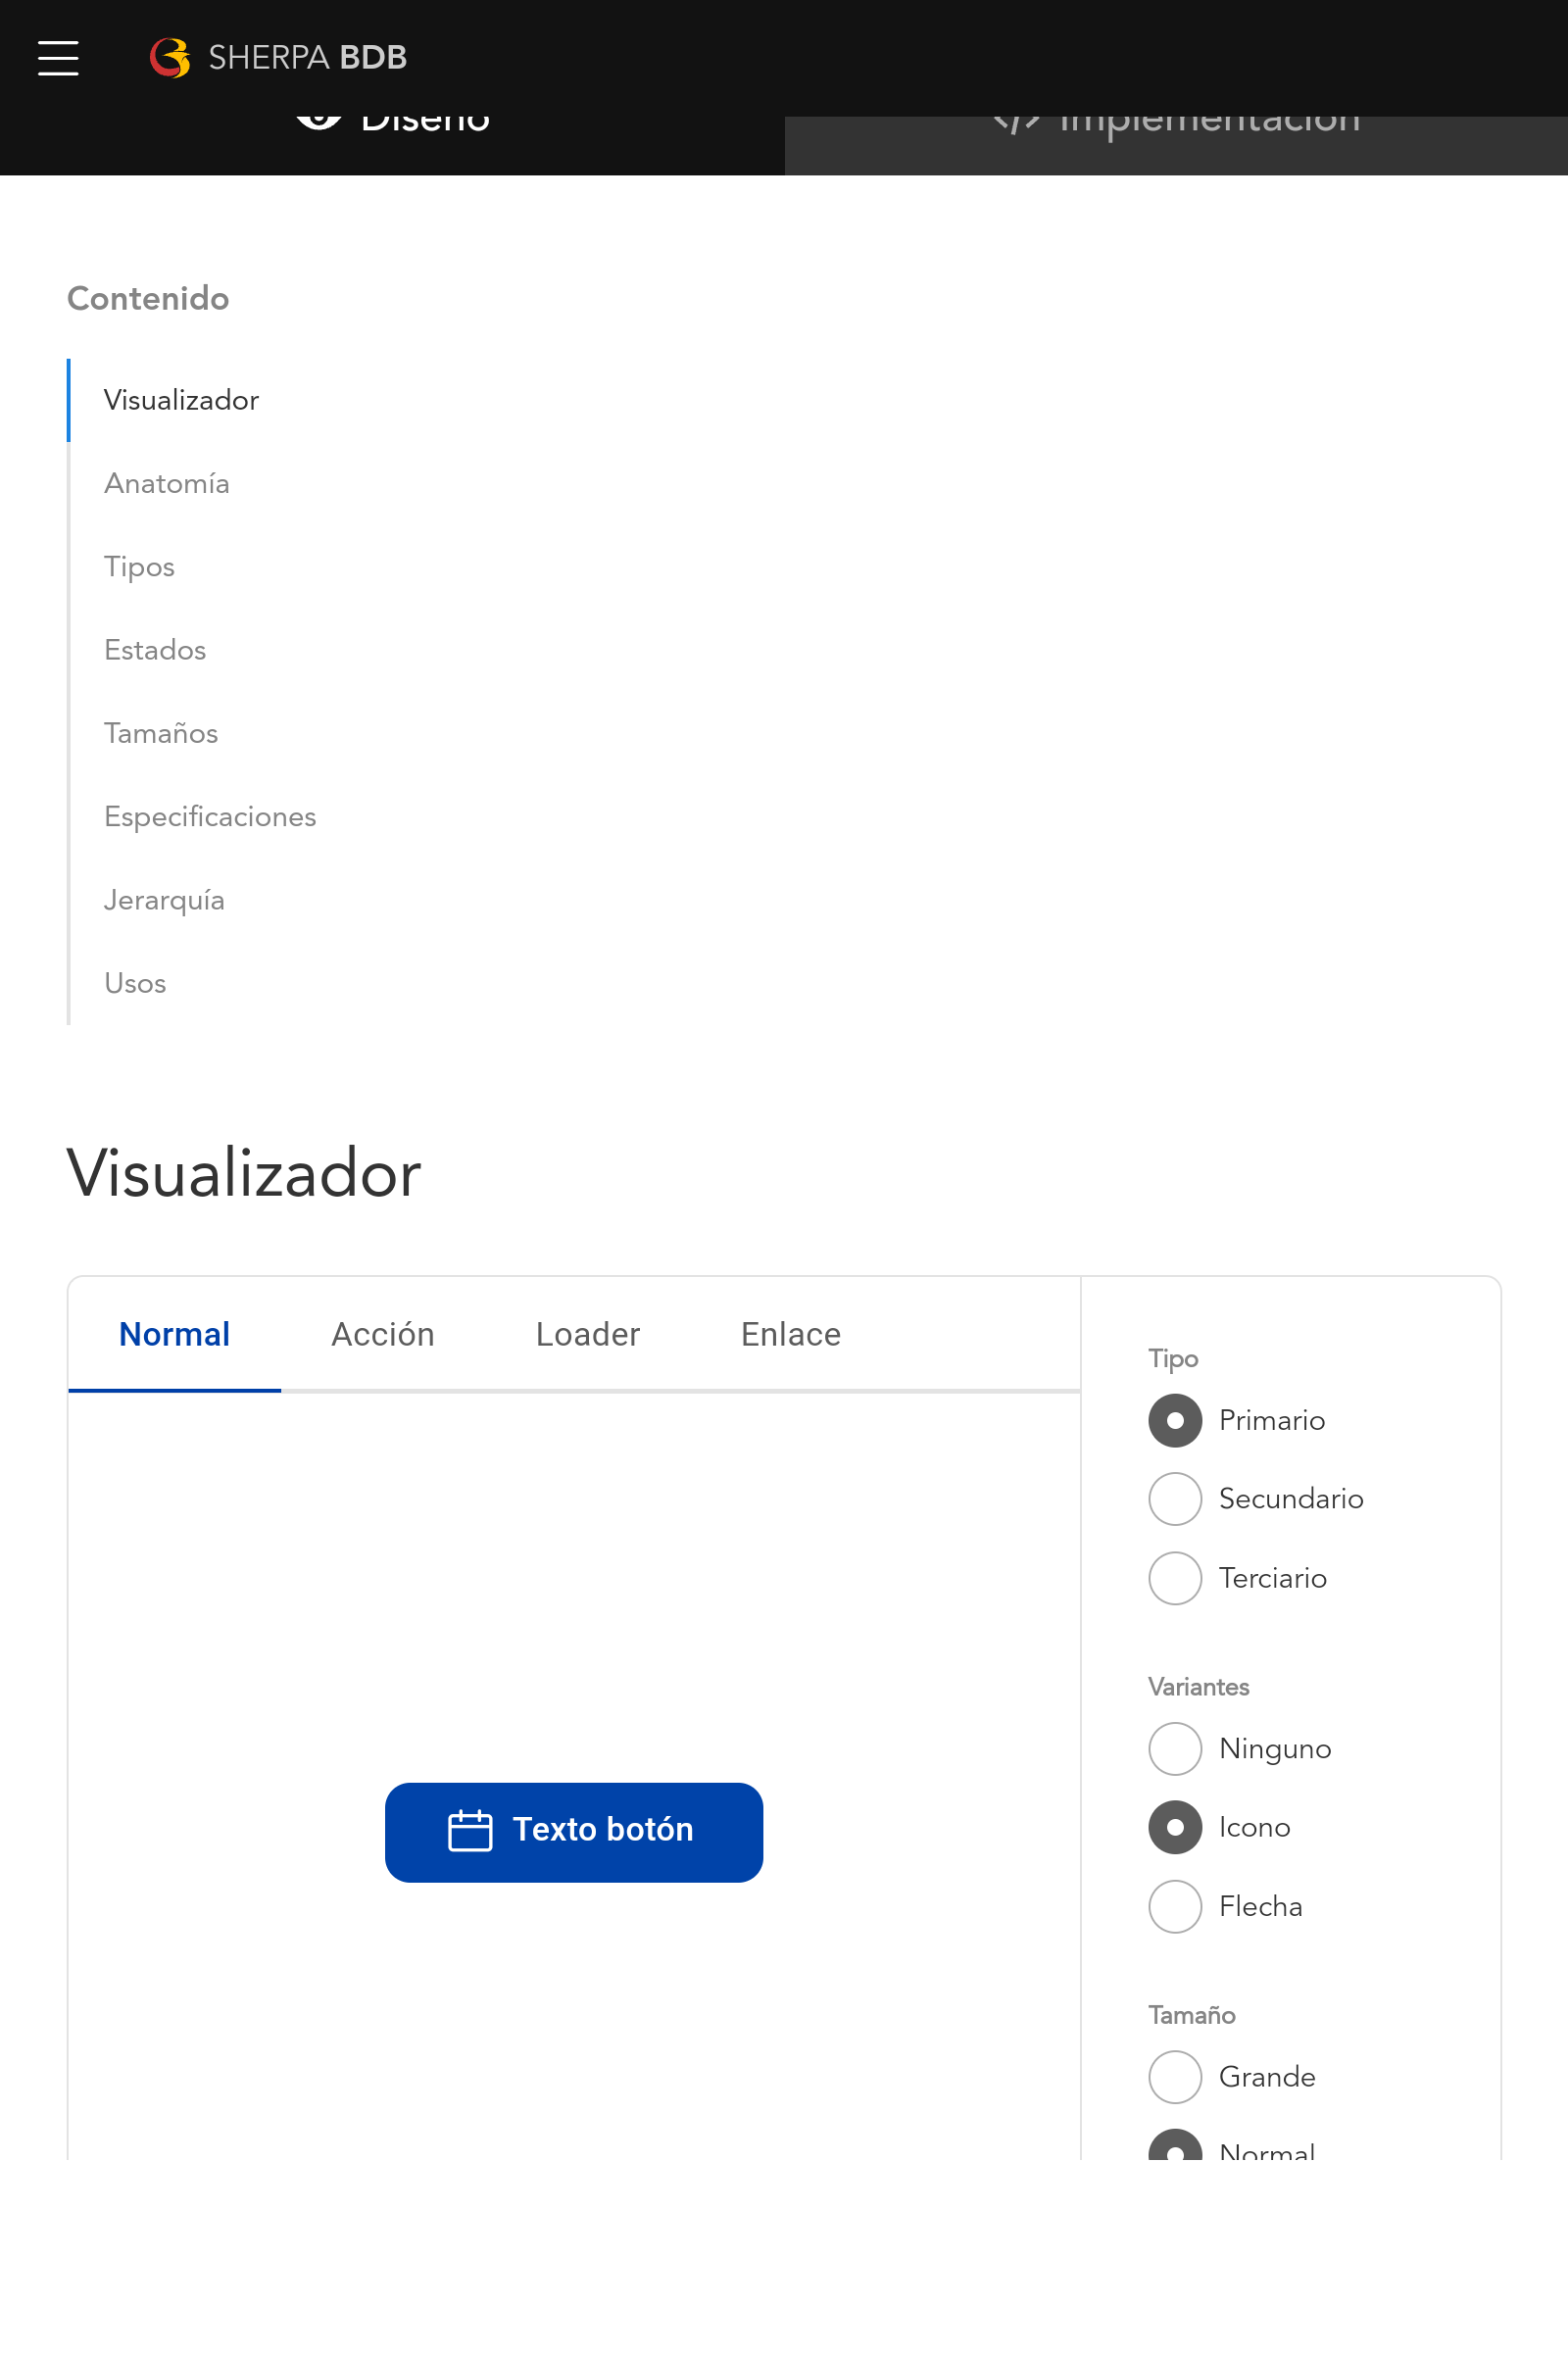 SHERPA BDB
Diseño
Implementación
Contenido
Visualizador
Anatomía
Tipos
Estados
Tamaños
Especificaciones
Jerarquía
Usos
Visualizador
Normal
Acción
Loader
Enlace
Texto botón
Tipo
Primario
Secundario
Terciario
Variantes
Ninguno
Icono
Flecha
Tamaño
Grande
Normal